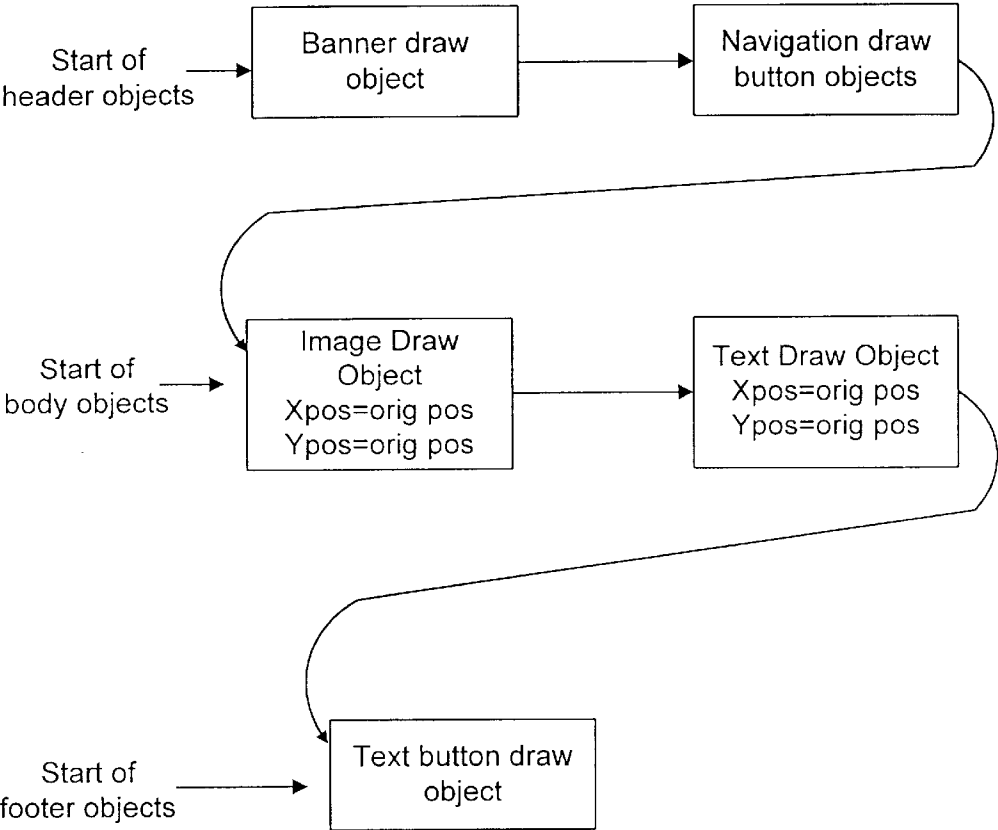 Start of
header objects
Banner draw
object
Navigation draw
button objects
Start of
body objects
Image Draw
Object
Xpos=orig pos
Ypos=orig pos
Text Draw Object
Xpos=orig pos
Ypos=orig pos
Start of
footer objects
Text button draw
object